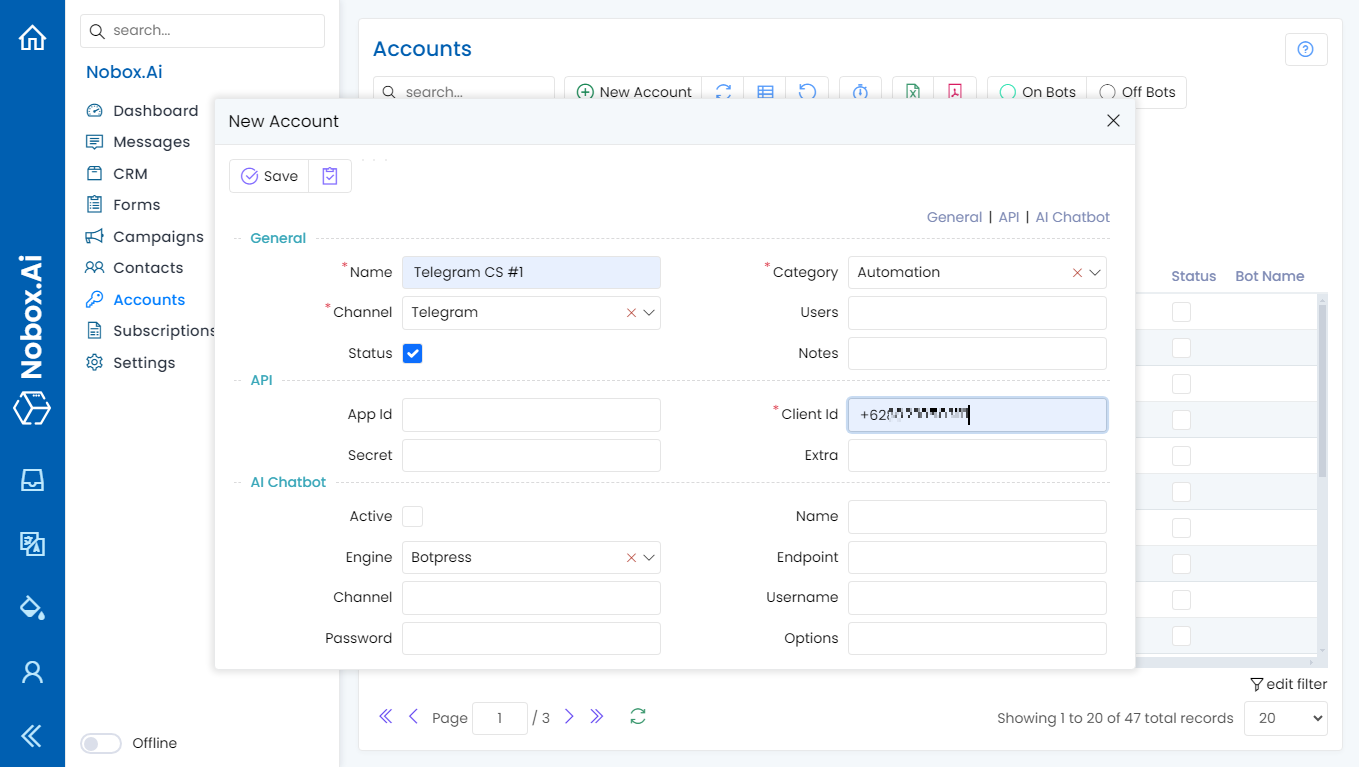 search...
Nobox.Ai
Dashboard
Messages
CRM
Forms
Campaigns
Contacts
Accounts
Subscriptions
Settings
Offline
Nobox.Ai
Accounts
search...
New Account
On Bots
Off Bots
New Account
Save
General | API | AI Chatbot
General
*Name Telegram CS #1
*Category Automation
*Channel Telegram
Users
Status
Notes
API
App Id
*Client Id +62
Secret
Extra
AI Chatbot
Active
Name
Engine Botpress
Endpoint
Channel
Username
Password
Options
Status Bot Name
edit filter
Page 1 / 3
Showing 1 to 20 of 47 total records 20